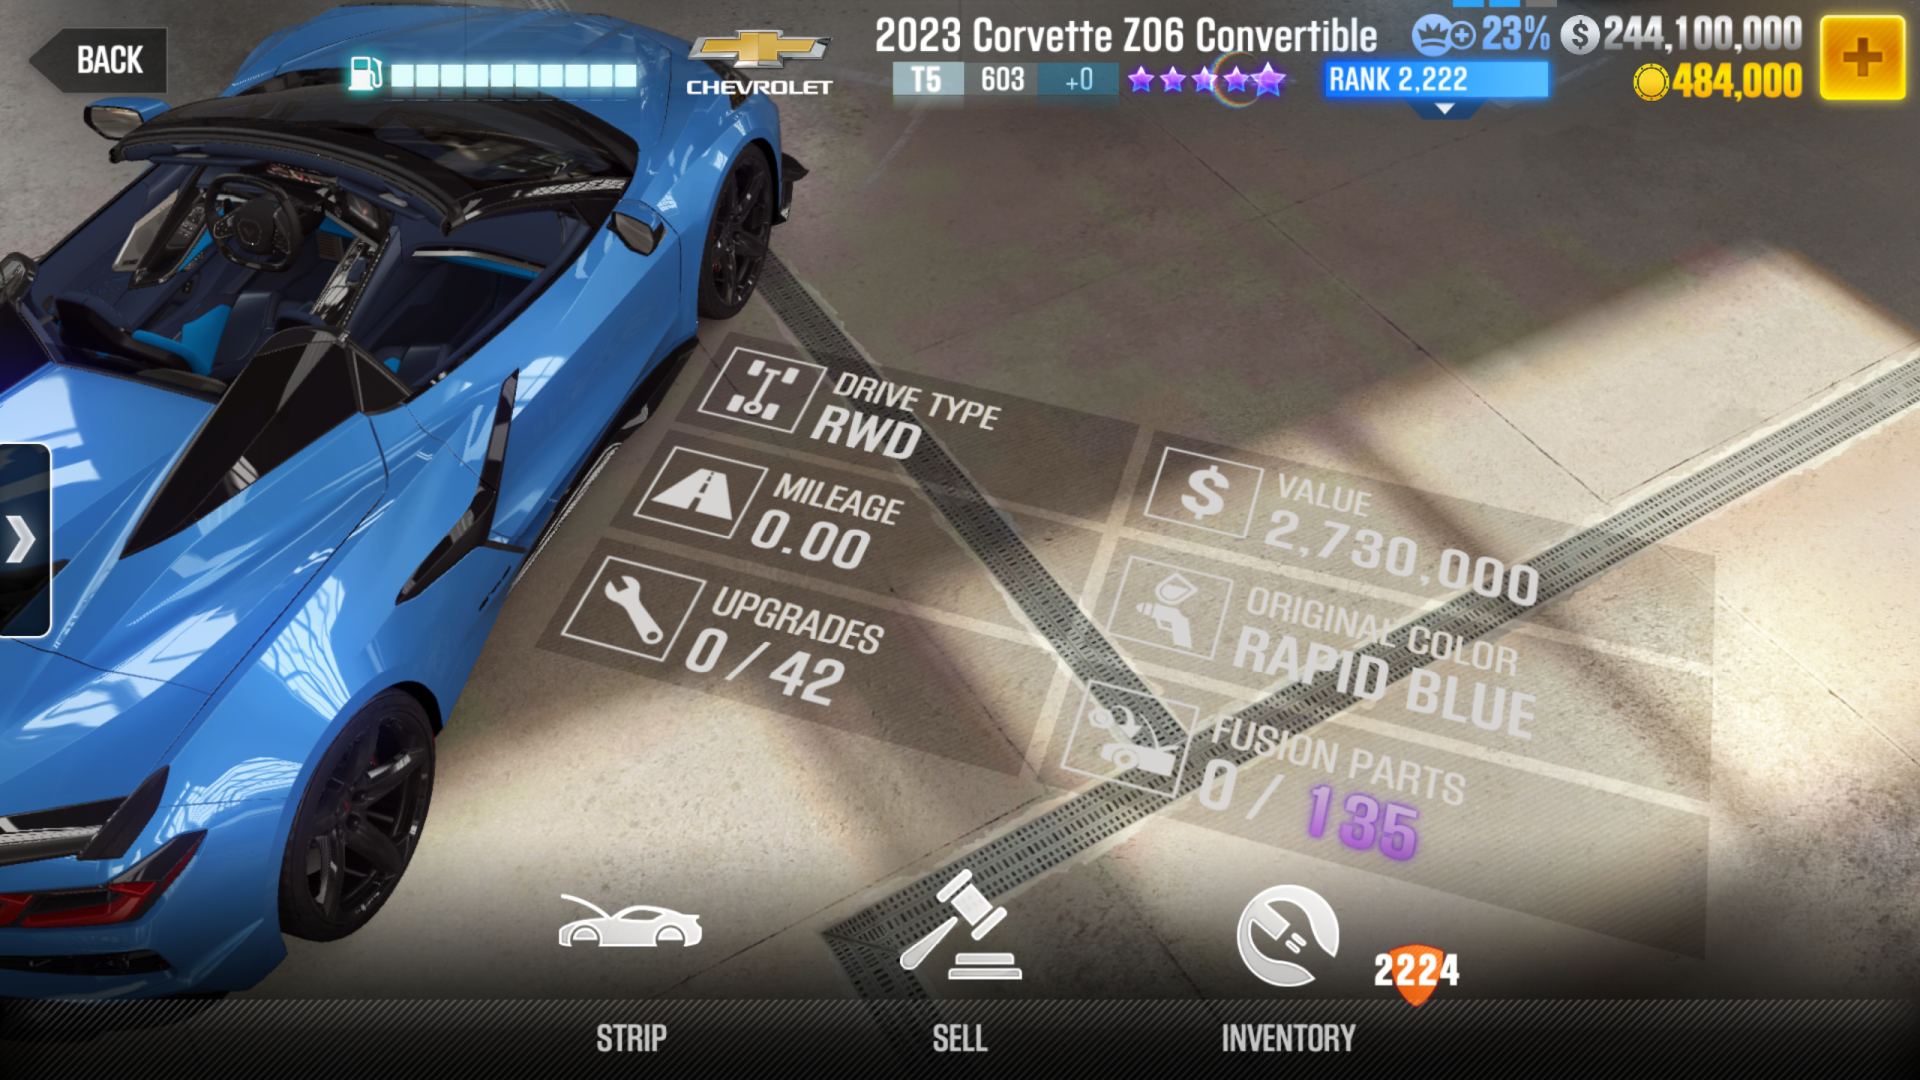 BACK
CHEVROLET
2023 Corvette Z06 Convertible
T5 603 +0
23%
RANK 2,222
$ 244,100,000
484,000
DRIVE TYPE
RWD
MILEAGE
0.00
UPGRADES
0 / 42
$ VALUE
2,730,000
ORIGINAL COLOR
RAPID BLUE
FUSION PARTS
0 / 135
2224
STRIP
SELL
INVENTORY